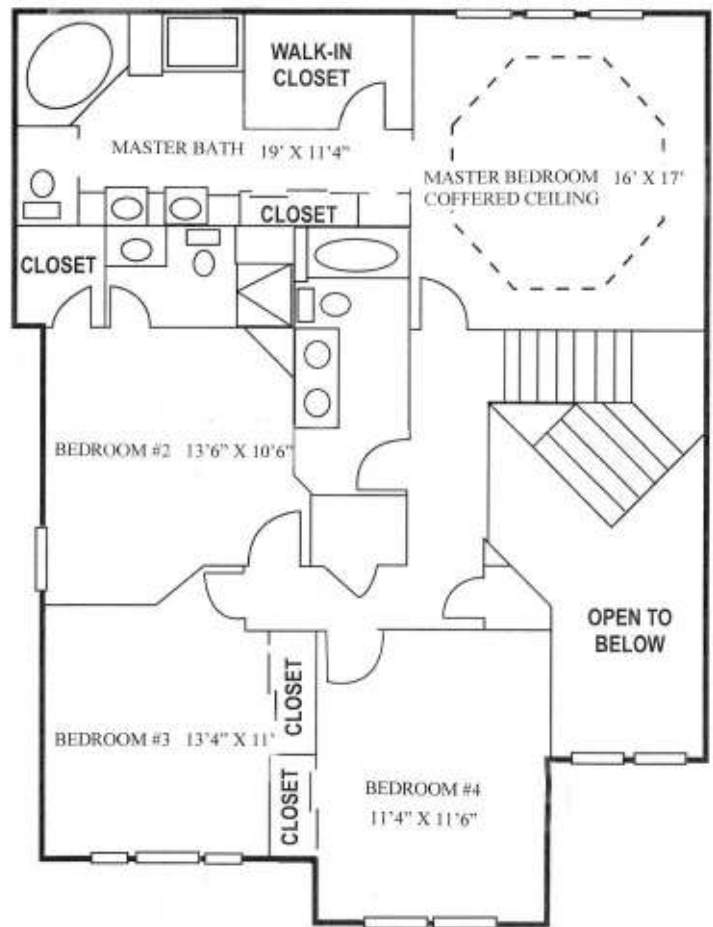 WALK-IN
CLOSET
MASTER BATH 19’ X 11’4”
MASTER BEDROOM 16’ X 17’
COFFERED CEILING
CLOSET
CLOSET
BEDROOM #2 13’6” X 10’6”
OPEN TO
BELOW
CLOSET
BEDROOM #3 13’4” X 11’
CLOSET
BEDROOM #4
11’4” X 11’6”